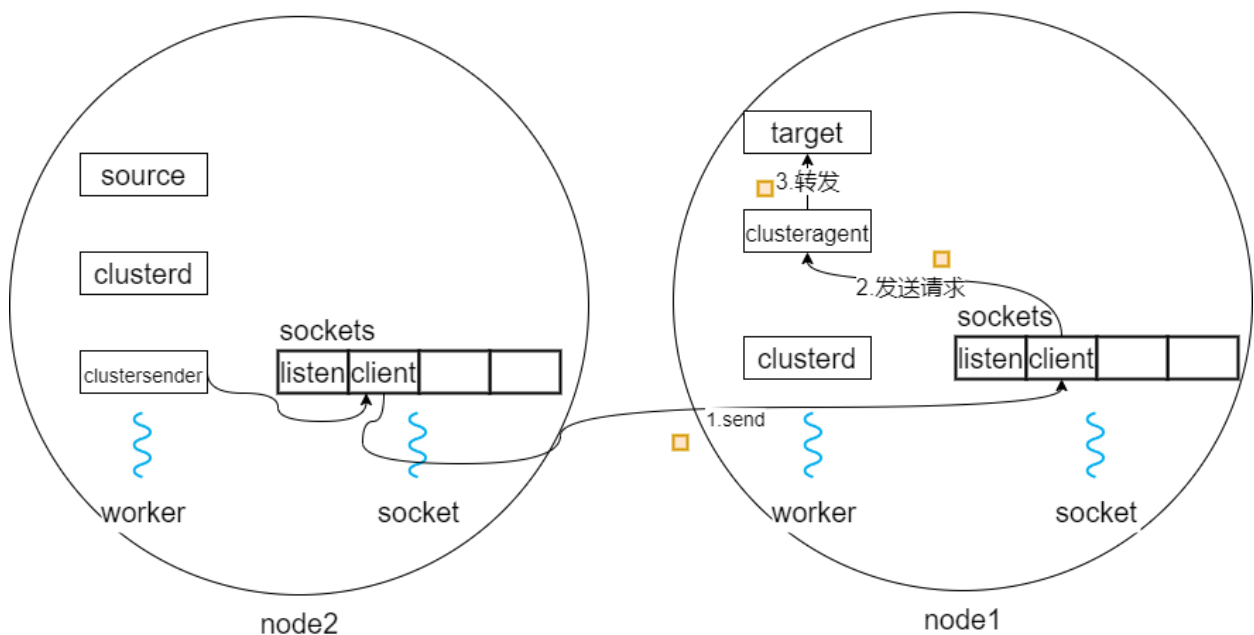 source
clusterd
clustersender
sockets
listen
client
worker
socket
node2
target
3.转发
clusteragent
2.发送请求
sockets
clusterd
listen
client
1.send
worker
socket
node1